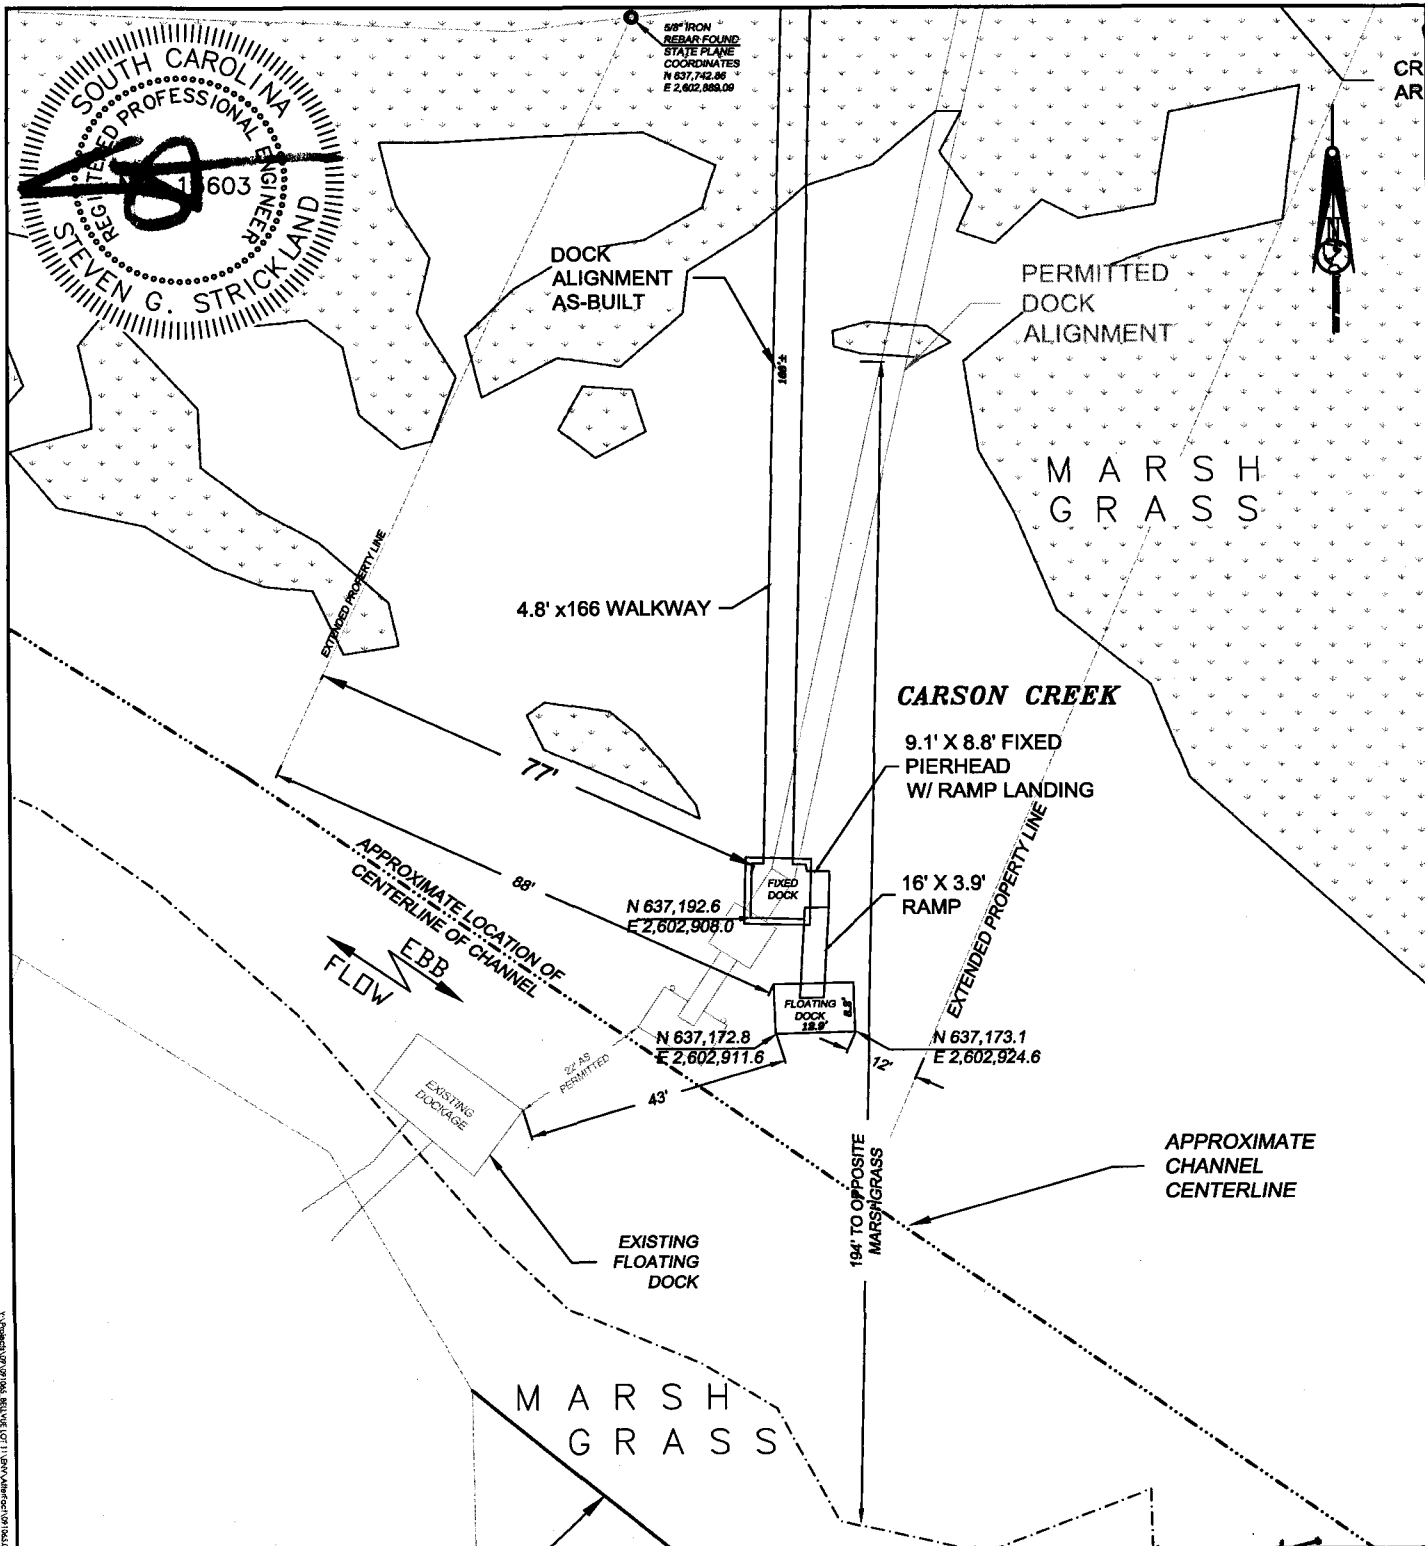 SOUTH CAROLINA
REGISTERED PROFESSIONAL ENGINEER
STEVEN G. STRICKLAND
5/8" IRON
REBAR FOUND
STATE PLANE
COORDINATES
N 637,742.86
E 2,602,889.09
CR
AR
N
DOCK
ALIGNMENT
AS-BUILT
166'±
PERMITTED
DOCK
ALIGNMENT
MARSH
GRASS
EXTENDED PROPERTY LINE
4.8' x166 WALKWAY
CARSON CREEK
9.1' X 8.8' FIXED
PIERHEAD
W/ RAMP LANDING
77'
88'
APPROXIMATE LOCATION OF
CENTERLINE OF CHANNEL
FIXED
DOCK
16' X 3.9'
RAMP
N 637,192.6
E 2,602,908.0
EBB
FLOW
EXTENDED PROPERTY LINE
FLOATING
DOCK
12.9'
8.8'
N 637,172.8
E 2,602,911.6
N 637,173.1
E 2,602,924.6
12'
22' AS
PERMITTED
43'
EXISTING
DOCKAGE
194' TO OPPOSITE
MARSHGRASS
APPROXIMATE
CHANNEL
CENTERLINE
EXISTING
FLOATING
DOCK
MARSH
GRASS